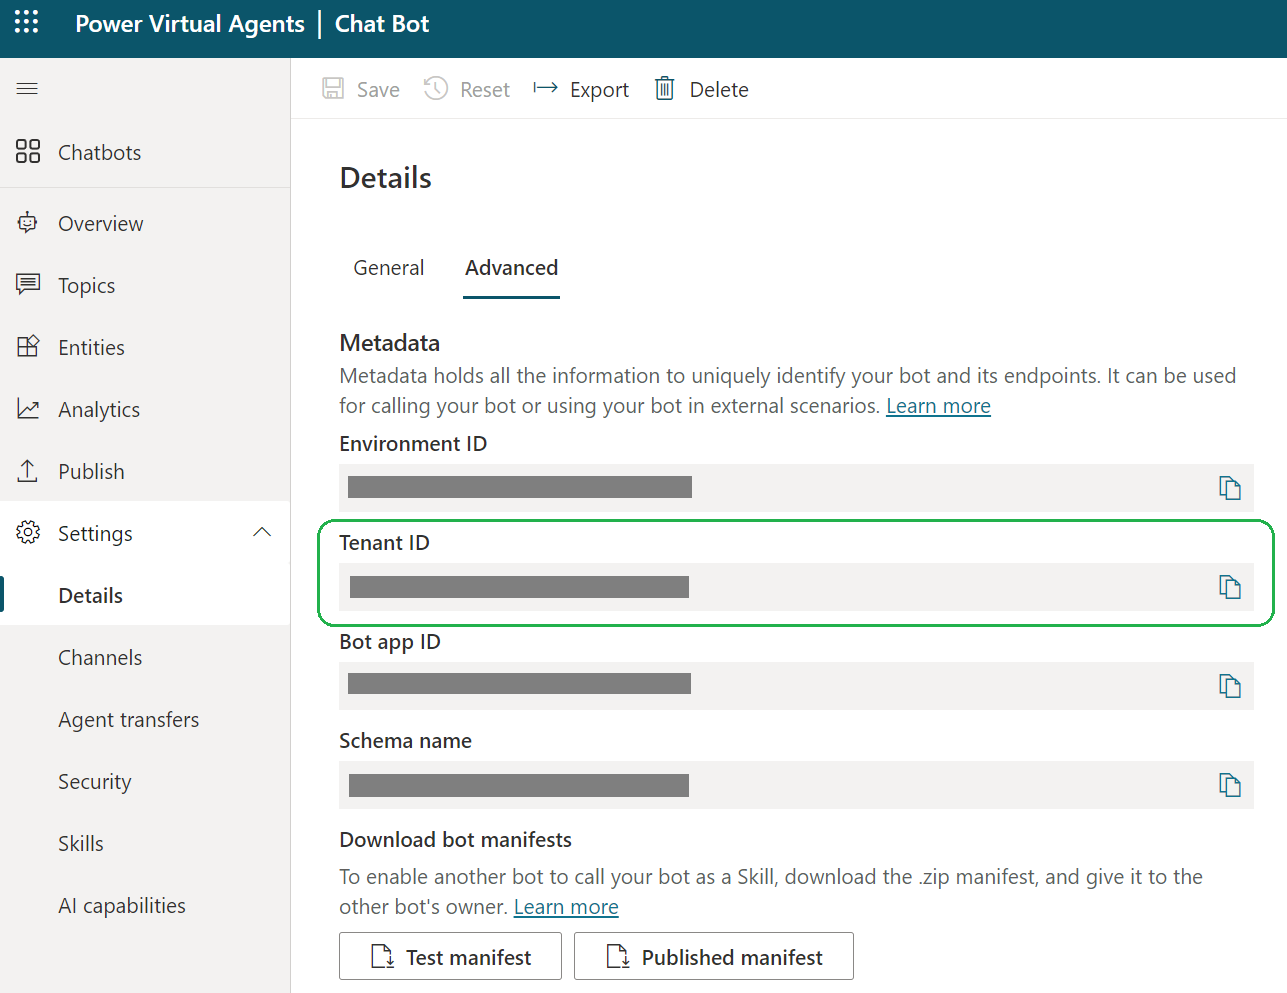 Power Virtual Agents | Chat Bot
Save Reset Export Delete
Chatbots
Overview
Topics
Entities
Analytics
Publish
Settings
Details
Channels
Agent transfers
Security
Skills
AI capabilities
Details
General Advanced
Metadata
Metadata holds all the information to uniquely identify your bot and its endpoints. It can be used
for calling your bot or using your bot in external scenarios. Learn more
Environment ID
Tenant ID
Bot app ID
Schema name
Download bot manifests
To enable another bot to call your bot as a Skill, download the .zip manifest, and give it to the
other bot's owner. Learn more
Test manifest Published manifest